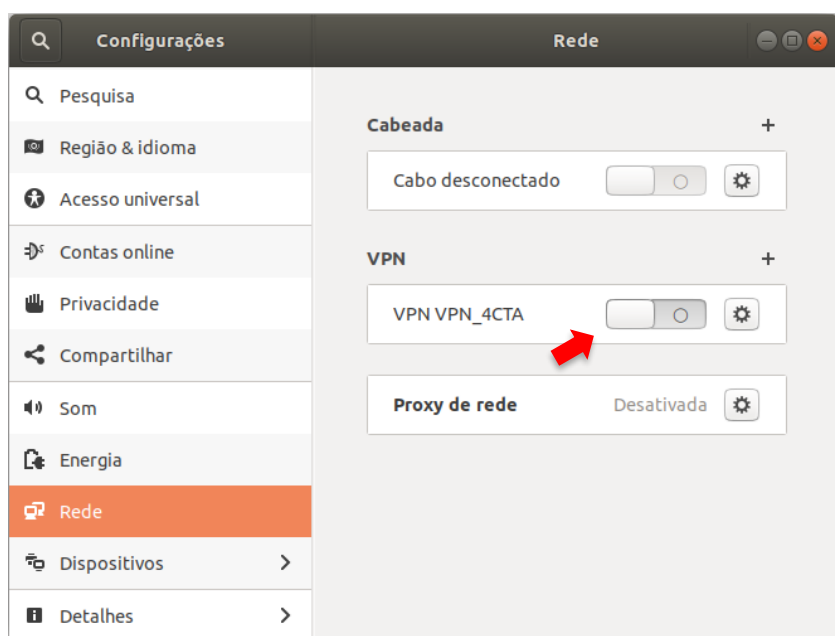 Configurações
Rede
Pesquisa
Região & idioma
Acesso universal
Contas online
Privacidade
Compartilhar
Som
Energia
Rede
Dispositivos
Detalhes
Cabeada
Cabo desconectado
VPN
VPN VPN_4CTA
Proxy de rede Desativada